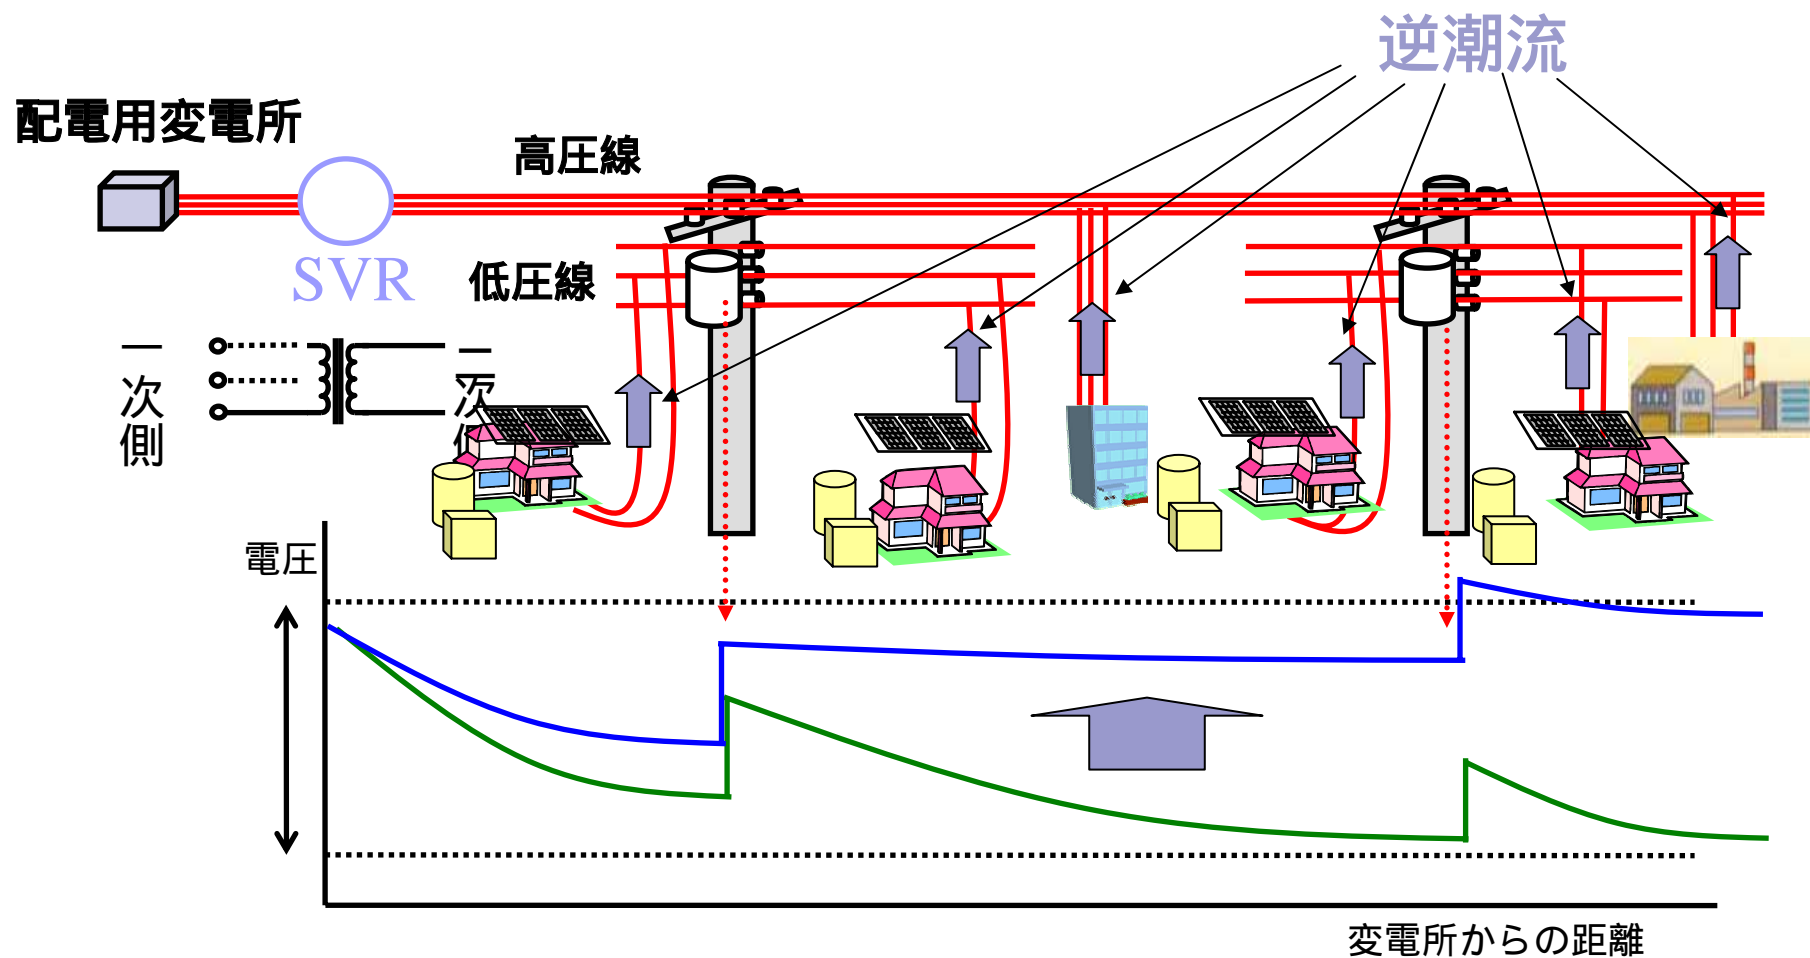 逆潮流
配電用変電所
高圧線
SVR
低圧線
一次側
二次側
電圧
変電所からの距離